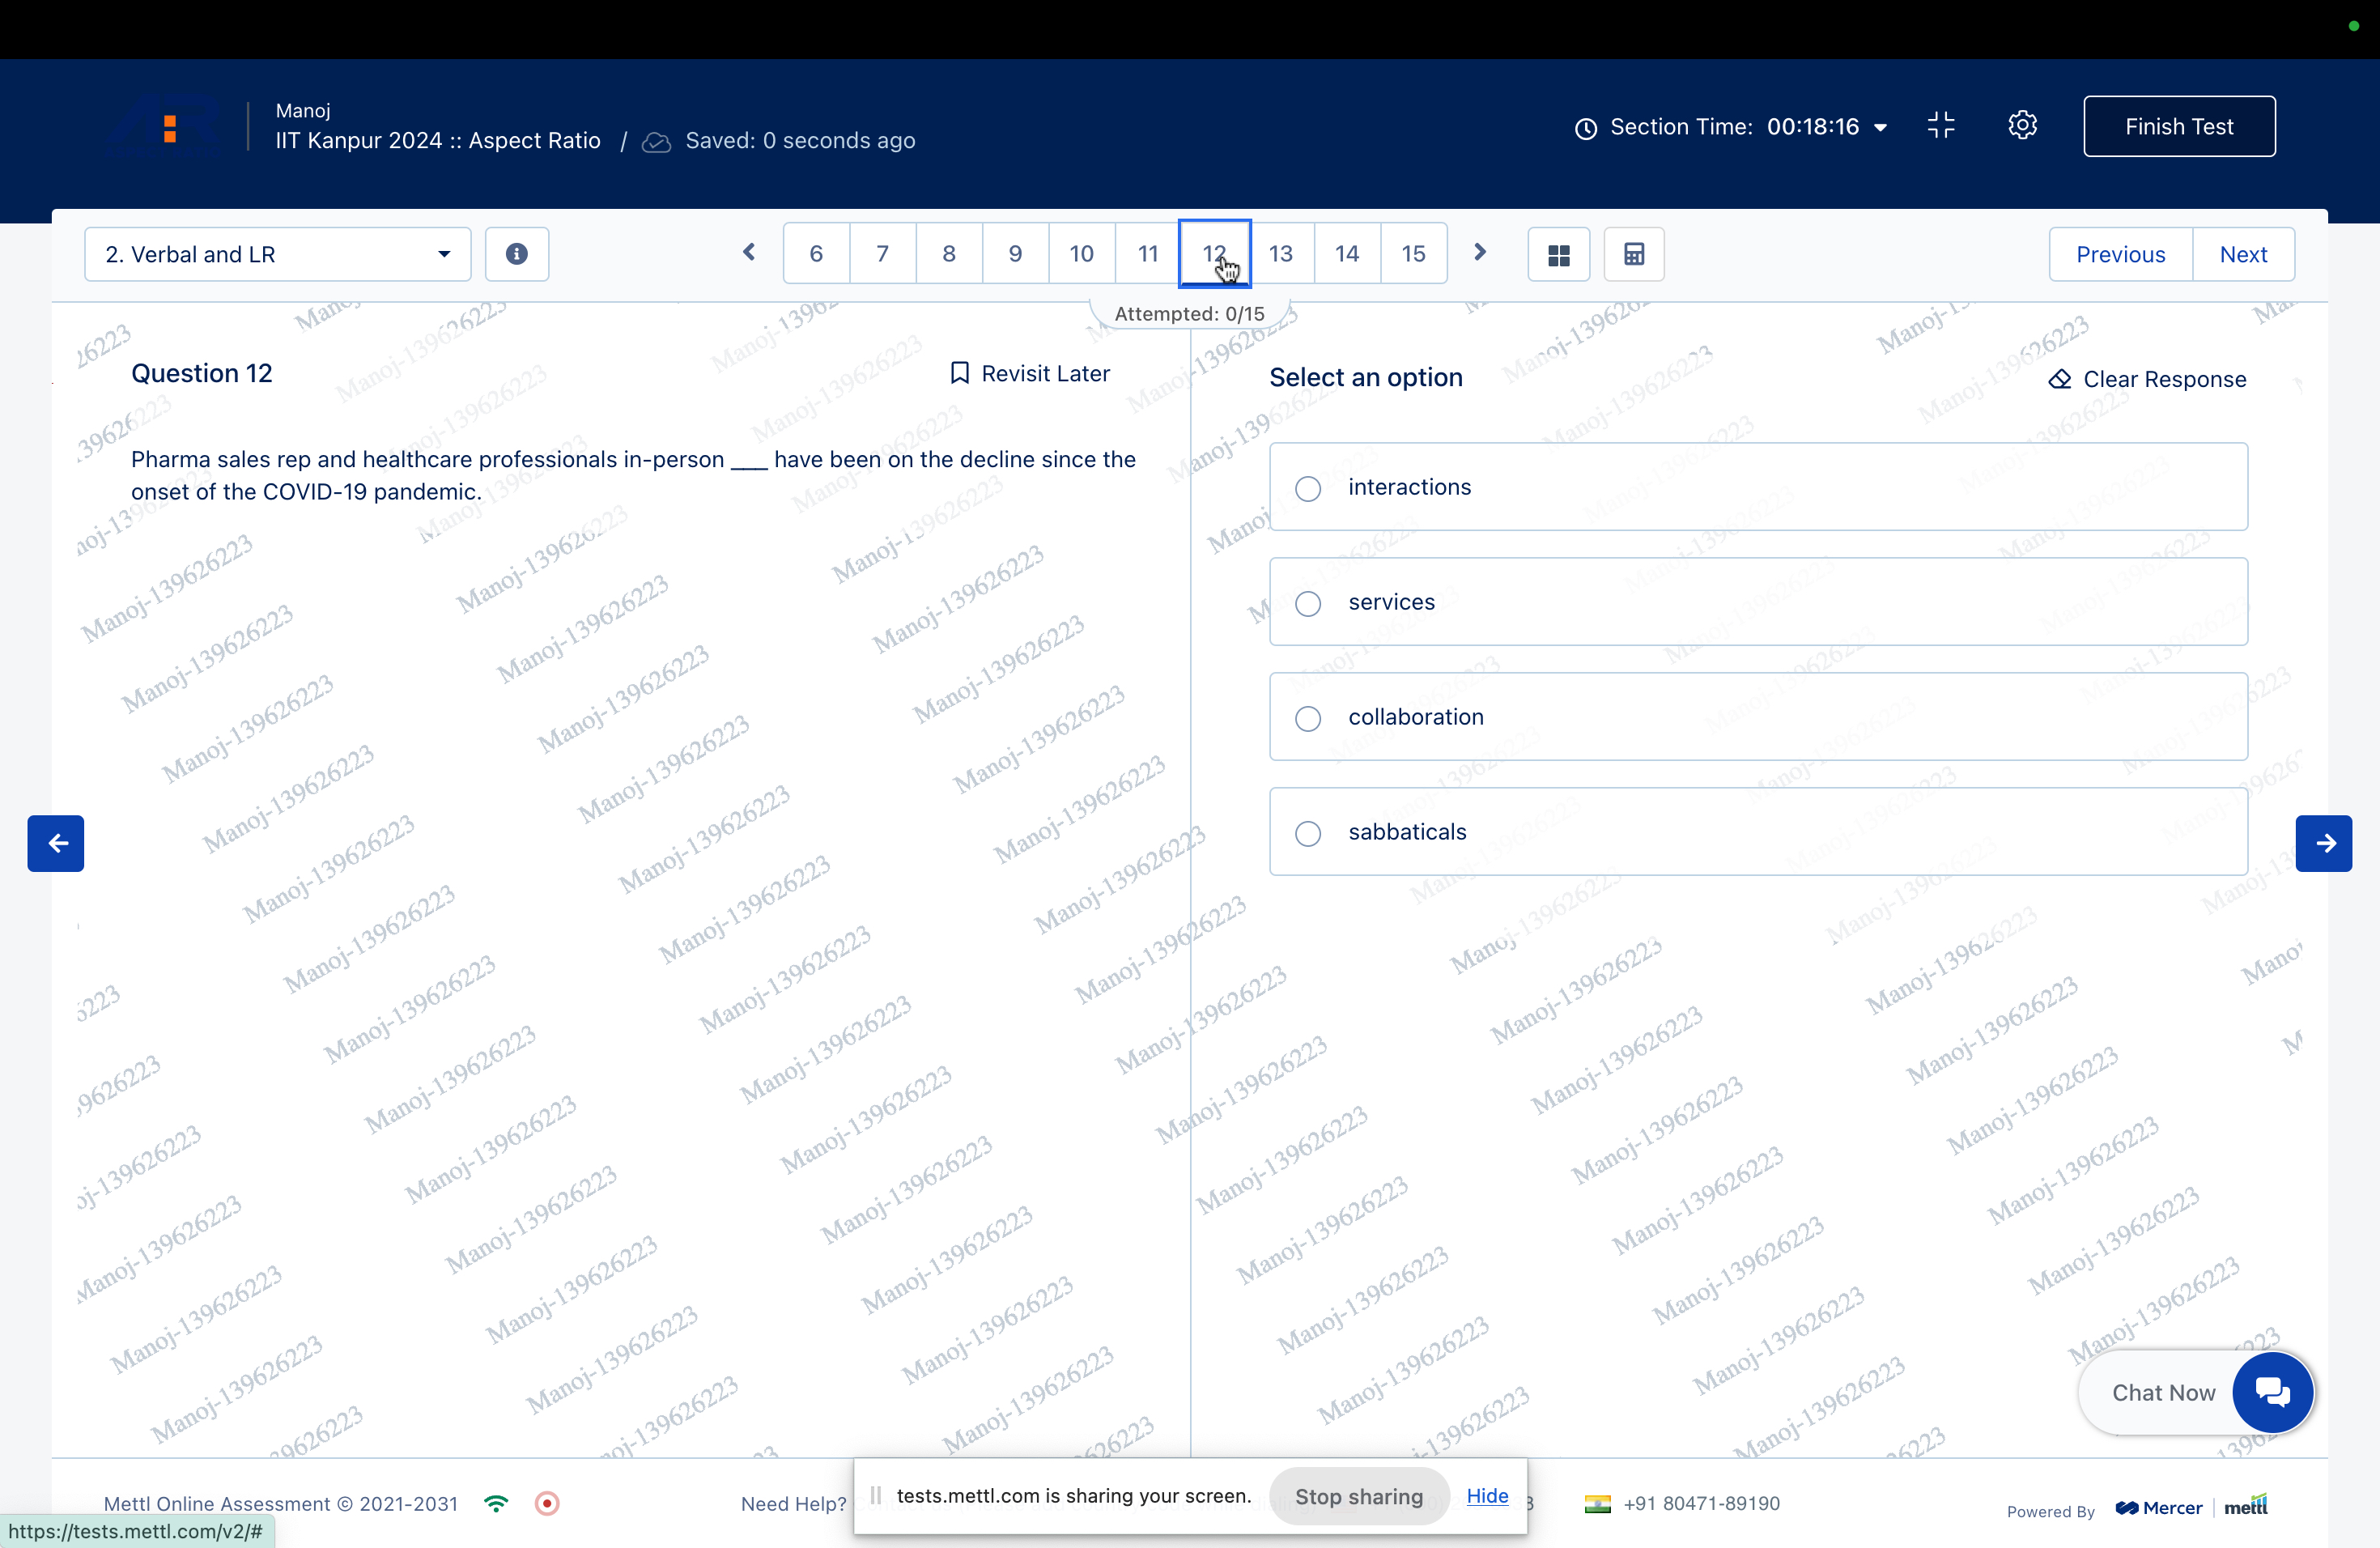 Manoj
IIT Kanpur 2024 :: Aspect Ratio / Saved: 0 seconds ago
Section Time: 00:18:16
Finish Test
2. Verbal and LR
6 7 8 9 10 11 12 13 14 15
Previous Next
Attempted: 0/15
Question 12
Revisit Later
Pharma sales rep and healthcare professionals in-person ___ have been on the decline since the
onset of the COVID-19 pandemic.
Select an option
Clear Response
interactions
services
collaboration
sabbaticals
Manoj-139626223
Chat Now
Mettl Online Assessment © 2021-2031
Need Help?
tests.mettl.com is sharing your screen.
Stop sharing
Hide
+91 80471-89190
Powered By Mercer | mettl
https://tests.mettl.com/v2/#